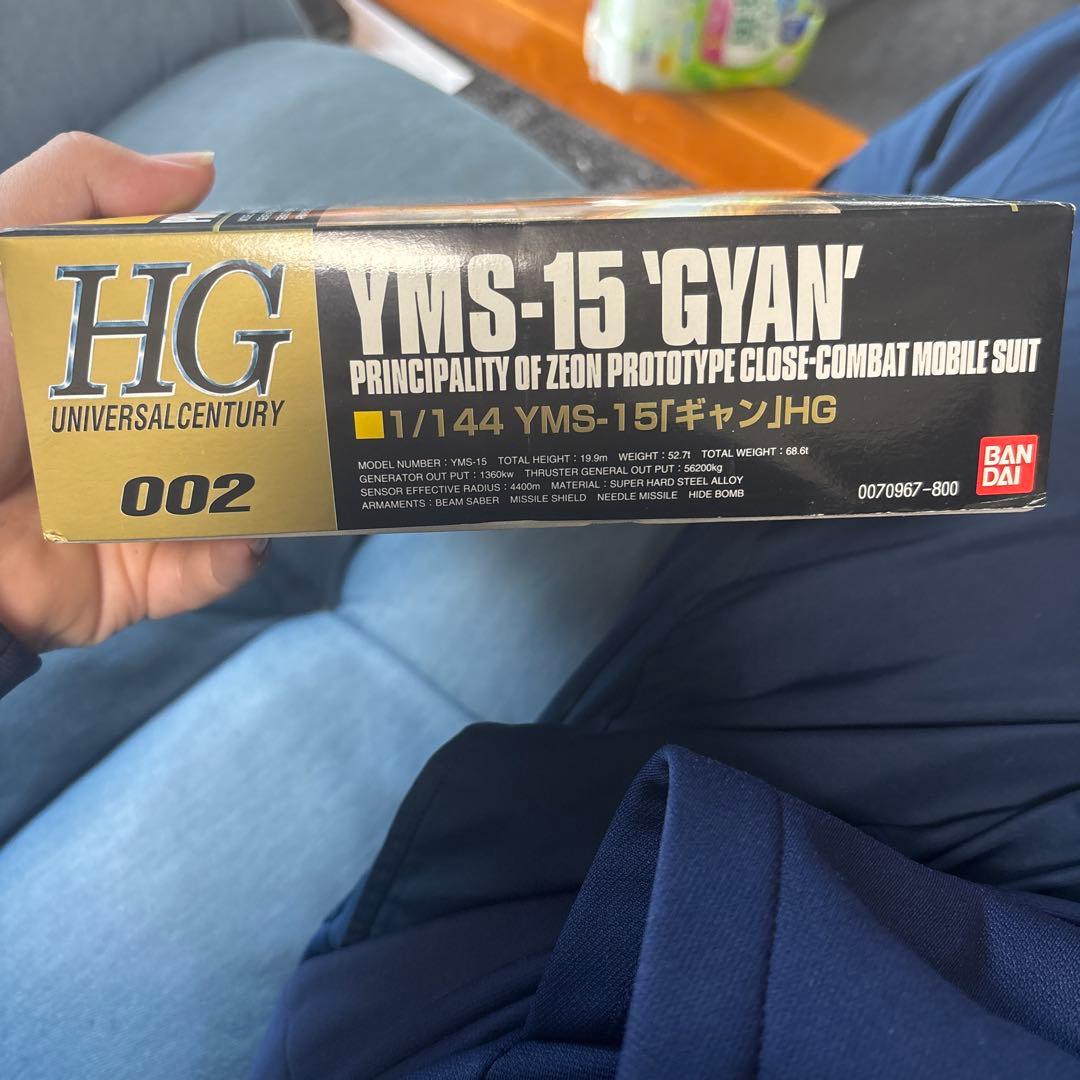 HG
UNIVERSALCENTURY
002
YMS-15 'GYAN'
PRINCIPALITY OF ZEON PROTOTYPE CLOSE-COMBAT MOBILE SUIT
1/144 YMS-15「ギャン」HG
MODEL NUMBER : YMS-15 TOTAL HEIGHT : 19.9m WEIGHT : 52.7t TOTAL WEIGHT : 68.6t
GENERATOR OUT PUT : 1360kw THRUSTER GENERAL OUT PUT : 56200kg
SENSOR EFFECTIVE RADIUS : 4400m MATERIAL : SUPER HARD STEEL ALLOY
ARMAMENTS : BEAM SABER MISSILE SHIELD NEEDLE MISSILE HIDE BOMB
0070967-800
BAN
DAI